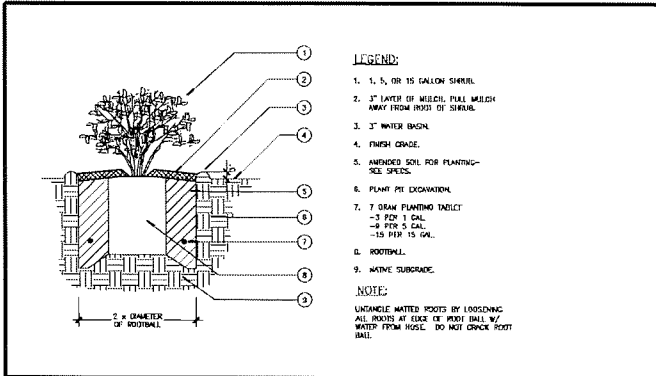 1
2
3
4
5
6
7
8
9
2 x DIAMETER
OF ROOTBALL
LEGEND:
1. 1, 5, OR 15 GALLON SHRUB.
2. 3" LAYER OF MULCH. PULL MULCH
AWAY FROM ROOT OF SHRUB.
3. 3" WATER BASIN.
4. FINISH GRADE.
5. AMENDED SOIL FOR PLANTING-
SEE SPECS.
6. PLANT PIT EXCAVATION.
7. 7 GRAM PLANTING TABLET
-3 PER 1 GAL.
-9 PER 5 GAL.
-15 PER 15 GAL.
8. ROOTBALL.
9. NATIVE SUBGRADE.
NOTE:
UNTANGLE MATTED ROOTS BY LOOSENING
ALL ROOTS AT EDGE OF ROOT BALL W/
WATER FROM HOSE. DO NOT CRACK ROOT
BALL.